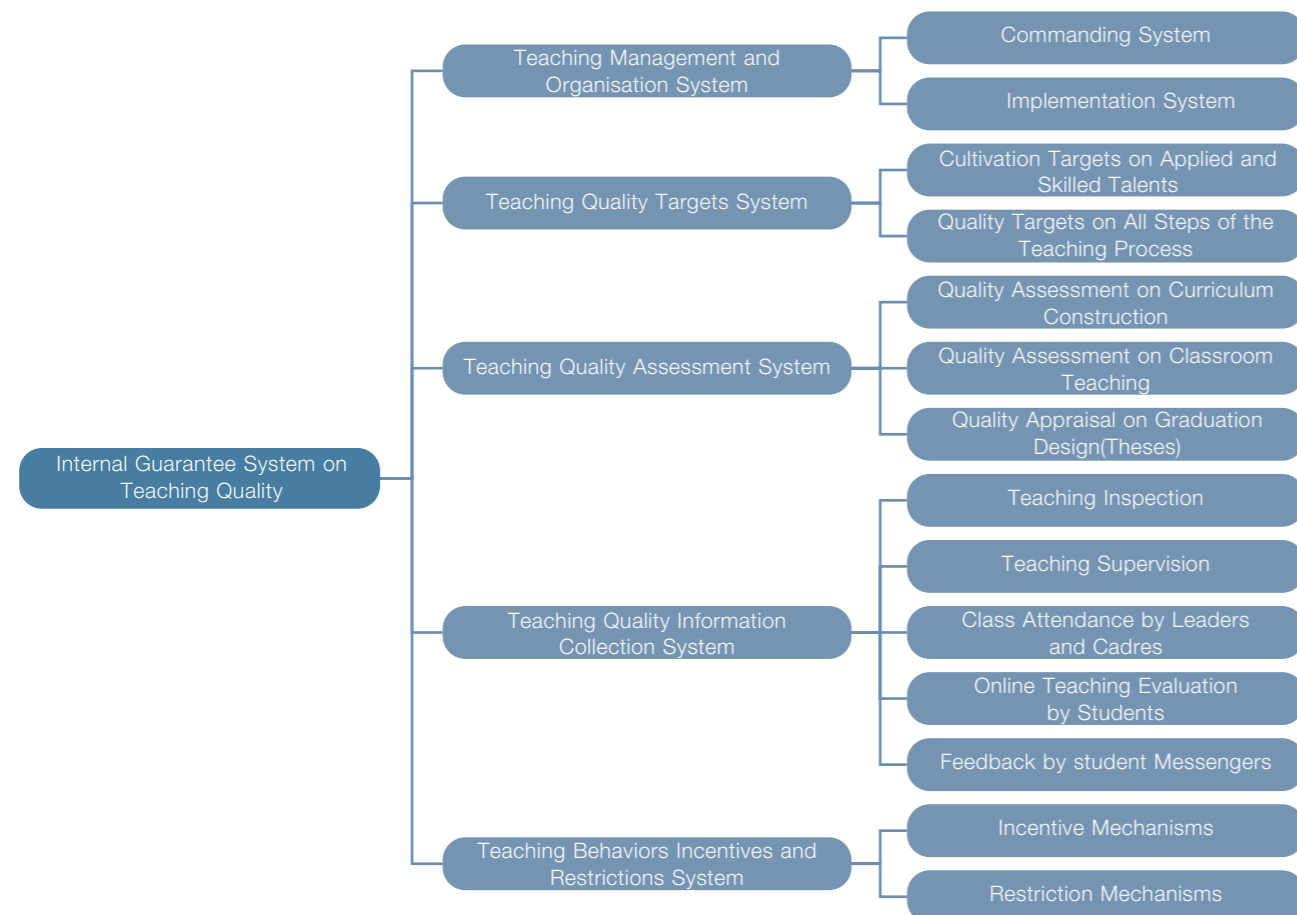 Internal Guarantee System on
Teaching Quality
Teaching Management and
Organisation System
Commanding System
Implementation System
Teaching Quality Targets System
Cultivation Targets on Applied and
Skilled Talents
Quality Targets on All Steps of the
Teaching Process
Teaching Quality Assessment System
Quality Assessment on Curriculum
Construction
Quality Assessment on Classroom
Teaching
Quality Appraisal on Graduation
Design(Theses)
Teaching Quality Information
Collection System
Teaching Inspection
Teaching Supervision
Class Attendance by Leaders
and Cadres
Online Teaching Evaluation
by Students
Feedback by student Messengers
Teaching Behaviors Incentives and
Restrictions System
Incentive Mechanisms
Restriction Mechanisms